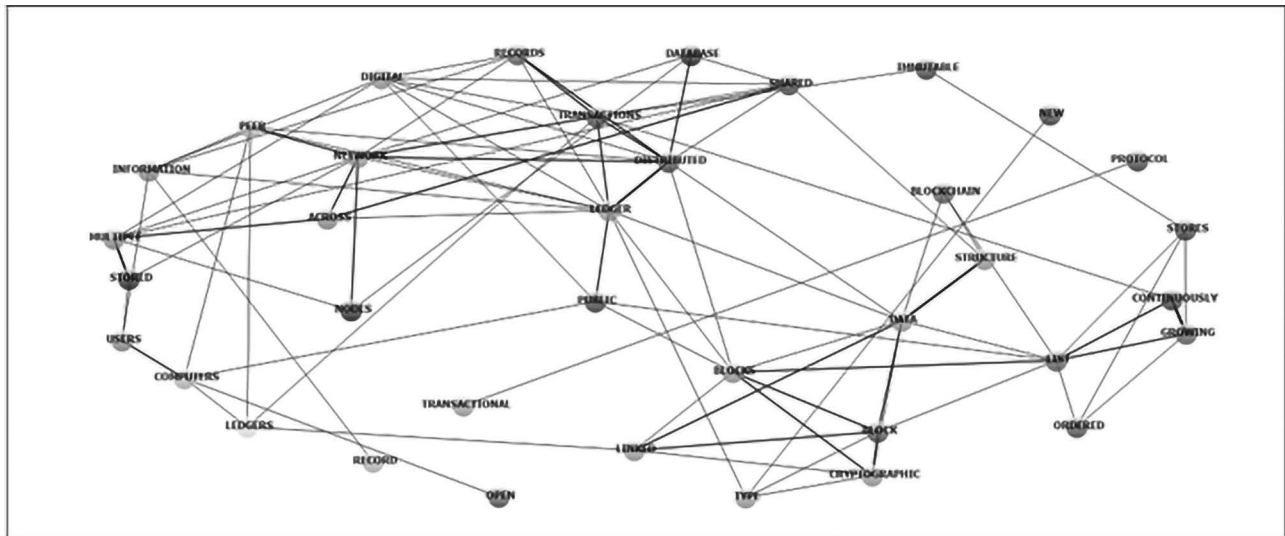 RECORDS
DATABASE
DIGITAL
IMMUTABLE
SHARED
TRANSACTIONS
NEW
PEER
NETWORK
DISTRIBUTED
PROTOCOL
INFORMATION
BLOCKCHAIN
LEDGER
ACROSS
STORES
MULTIPLE
STRUCTURE
STORED
CONTINUOUSLY
NODES
PUBLIC
DATA
GROWING
USERS
LIST
BLOCKS
COMPUTERS
TRANSACTIONAL
LEDGERS
ORDERED
BLOCK
LINKED
RECORD
CRYPTOGRAPHIC
OPEN
TYPE